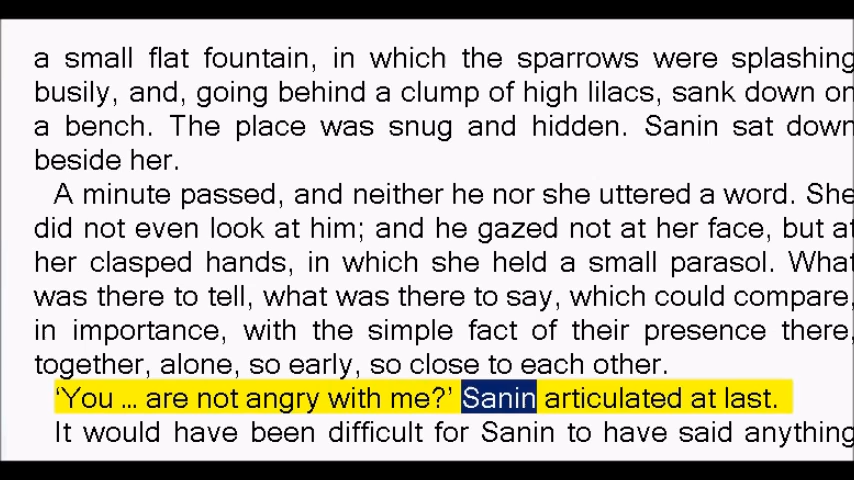 a small flat fountain, in which the sparrows were splashing
busily, and, going behind a clump of high lilacs, sank down on
a bench. The place was snug and hidden. Sanin sat down
beside her.
A minute passed, and neither he nor she uttered a word. She
did not even look at him; and he gazed not at her face, but at
her clasped hands, in which she held a small parasol. What
was there to tell, what was there to say, which could compare,
in importance, with the simple fact of their presence there,
together, alone, so early, so close to each other.
‘You ... are not angry with me?’ Sanin articulated at last.
It would have been difficult for Sanin to have said anything